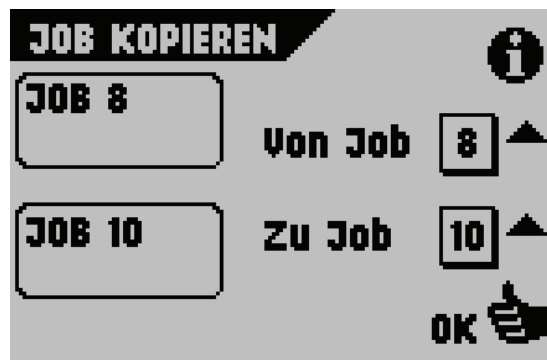 JOB KOPIEREN
i
JOB 8
Von Job 8
JOB 10
Zu Job 10
OK